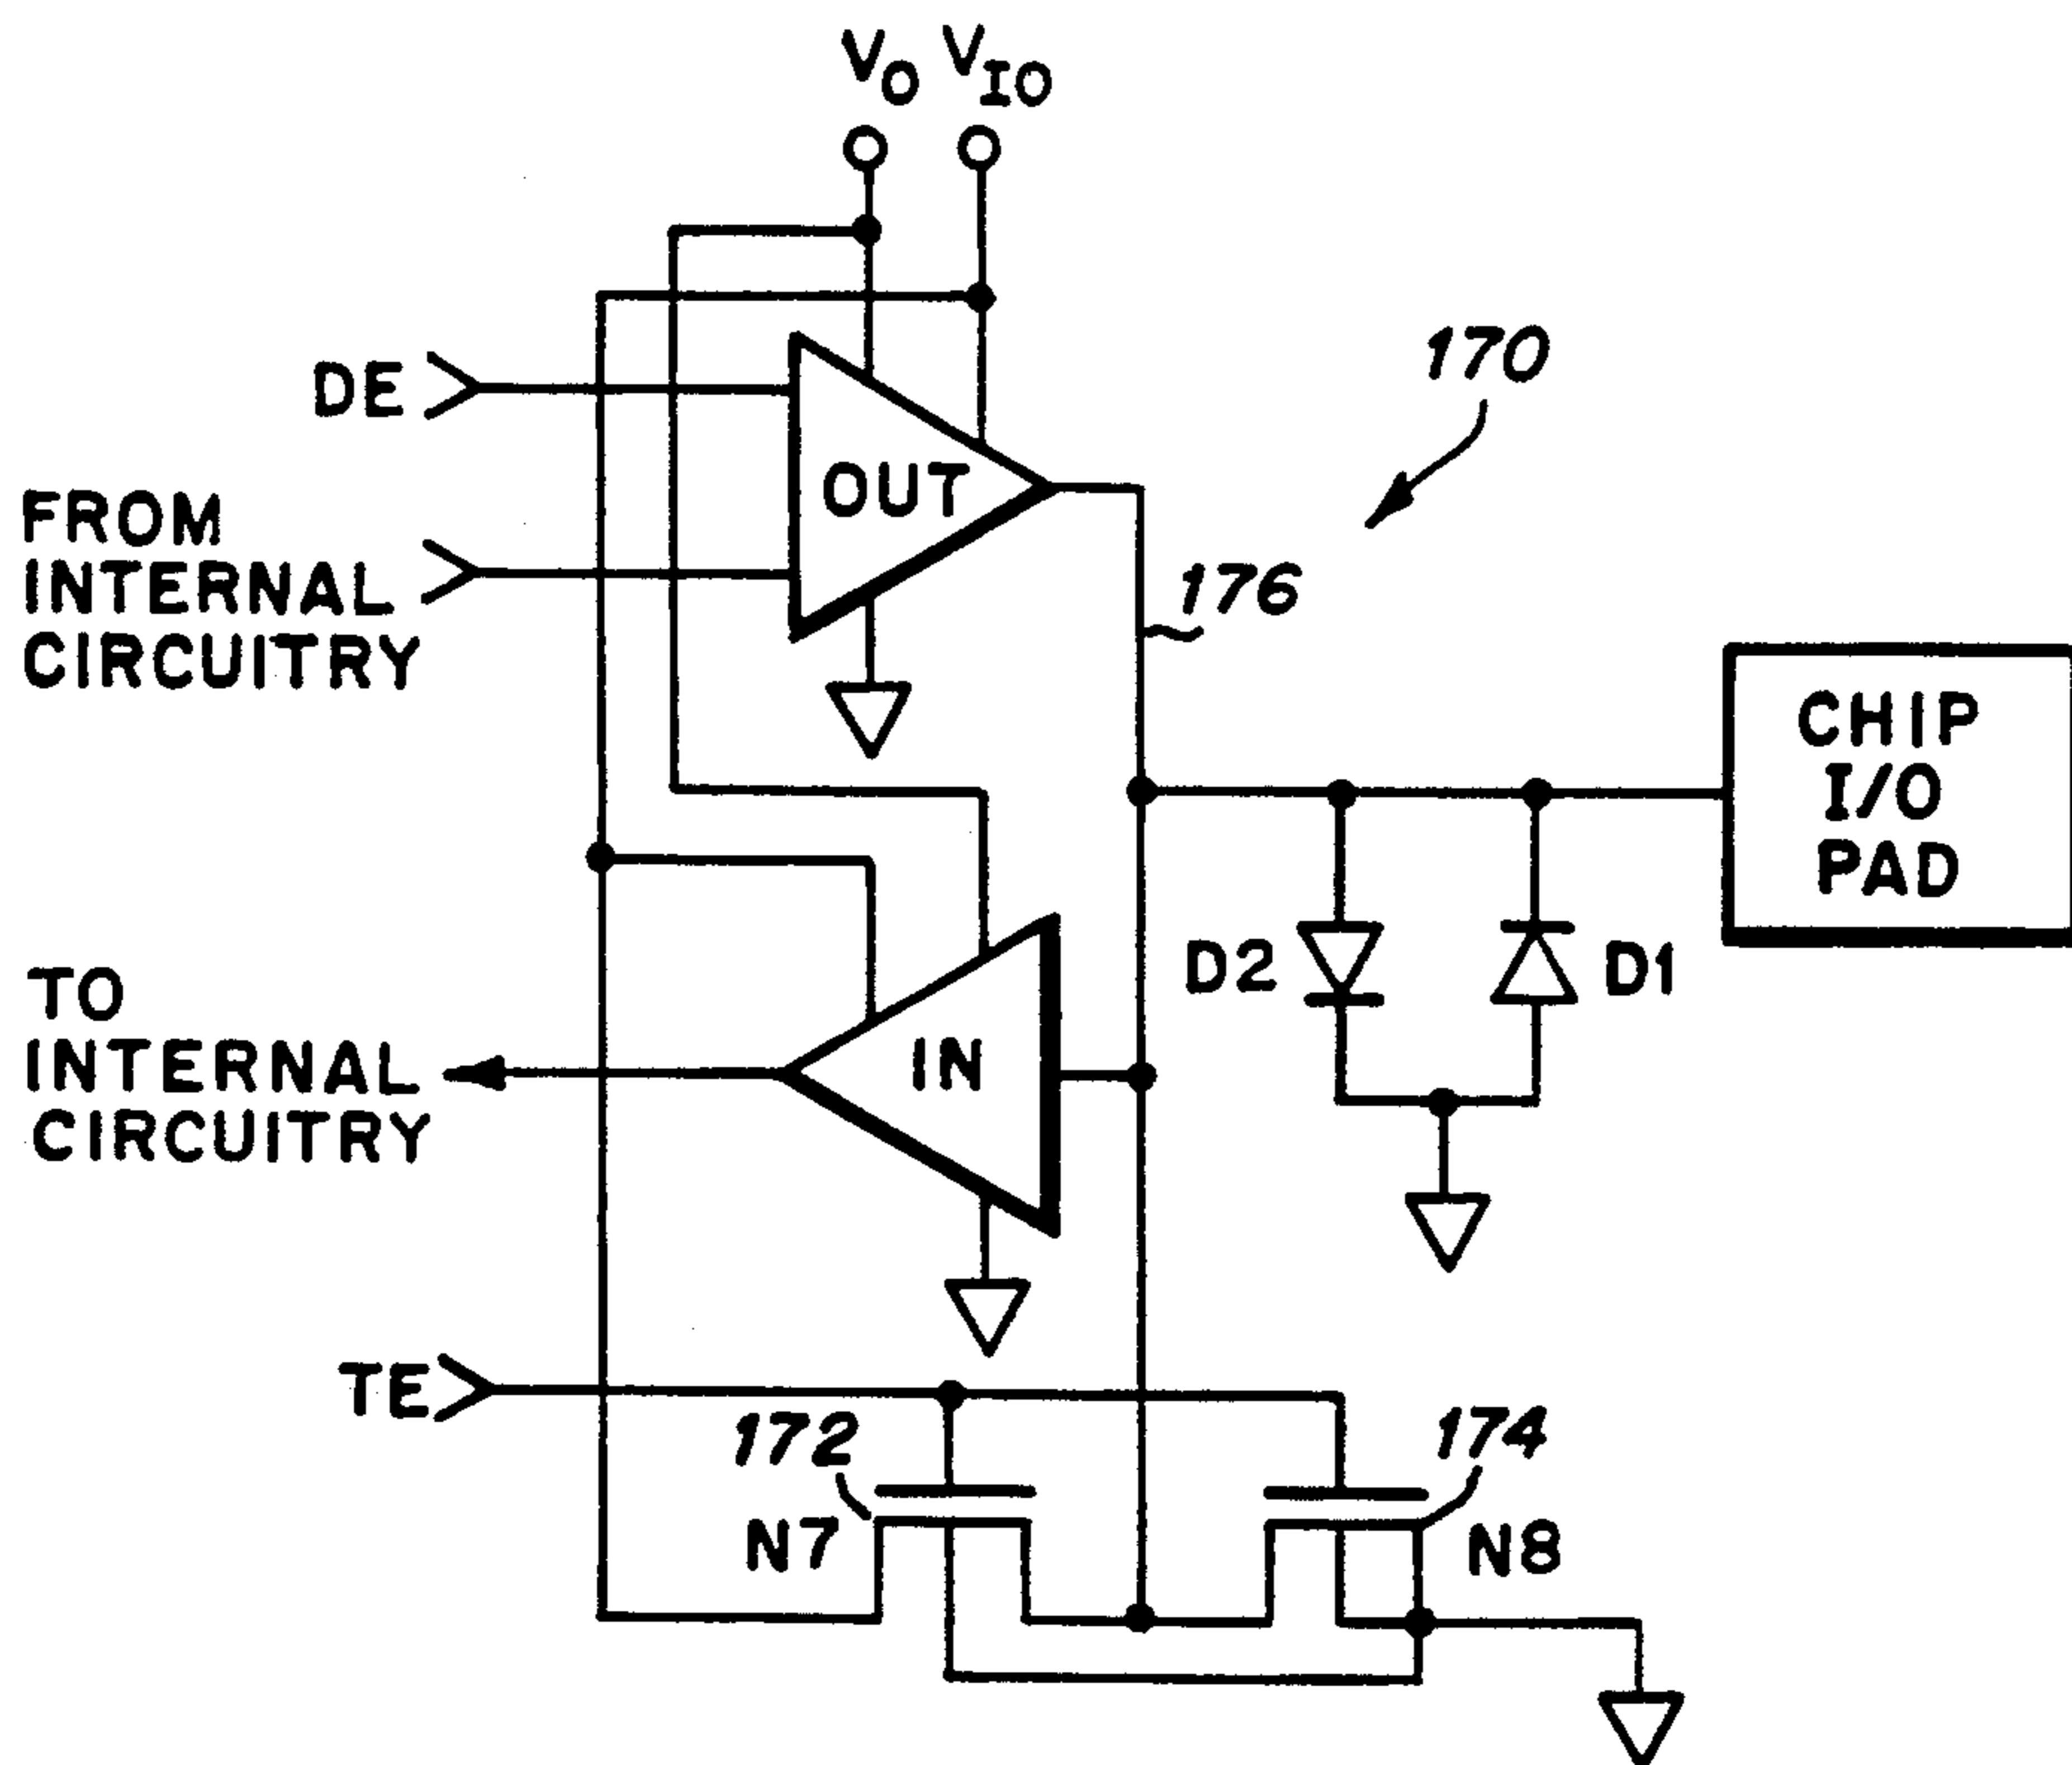 VO VIO
DE
OUT
170
FROM
INTERNAL
CIRCUITRY
176
CHIP
I/O
PAD
D2
D1
IN
TO
INTERNAL
CIRCUITRY
TE
172
174
N7
N8